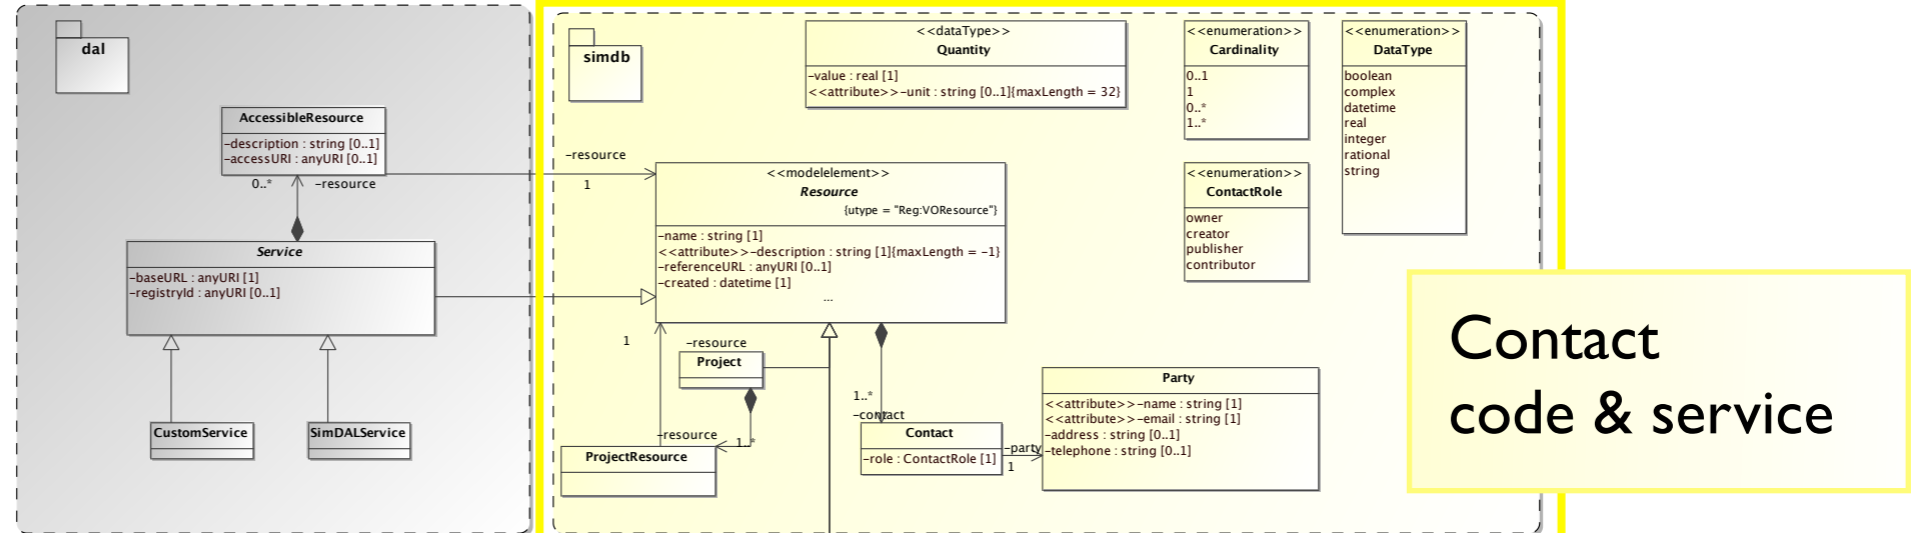 dal
AccessibleResource
-description : string [0..1]
-accessURI : anyURI [0..1]
0..*
-resource
Service
-baseURL : anyURI [1]
-registryId : anyURI [0..1]
CustomService
SimDALService
simdb
<<dataType>>
Quantity
-value : real [1]
<<attribute>>-unit : string [0..1]{maxLength = 32}
<<enumeration>>
Cardinality
0..1
1
0..*
1..*
<<enumeration>>
DataType
boolean
complex
datetime
real
integer
rational
string
-resource
1
<<modelelement>>
Resource
{utype = "Reg:VOResource"}
-name : string [1]
<<attribute>>-description : string [1]{maxLength = -1}
-referenceURL : anyURI [0..1]
-created : datetime [1]
...
<<enumeration>>
ContactRole
owner
creator
publisher
contributor
1
-resource
Project
-resource
1..*
ProjectResource
1..*
-contact
Contact
-role : ContactRole [1]
-party
1
Party
<<attribute>>-name : string [1]
<<attribute>>-email : string [1]
-address : string [0..1]
-telephone : string [0..1]
Contact
code & service